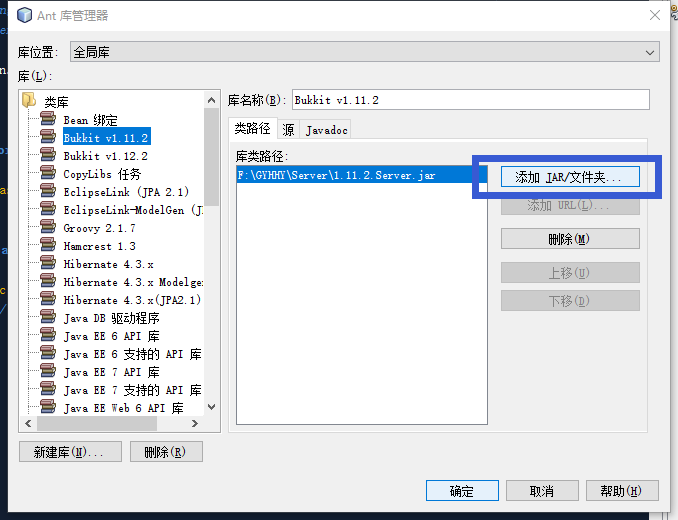 Ant 库管理器
库位置: 全局库
库(L):
类库
Bean 绑定
Bukkit v1.11.2
Bukkit v1.12.2
CopyLibs 任务
EclipseLink (JPA 2.1)
EclipseLink-ModelGen (J
Groovy 2.1.7
Hamcrest 1.3
Hibernate 4.3.x
Hibernate 4.3.x Modelge
Hibernate 4.3.x(JPA2.1)
Java DB 驱动程序
Java EE 6 API 库
Java EE 6 支持的 API 库
Java EE 7 API 库
Java EE 7 支持的 API 库
Java EE Web 6 API 库
新建库(N)... 删除(R)
库名称(B): Bukkit v1.11.2
类路径 源 Javadoc
库类路径:
F:\GYHHY\Server\1.11.2.Server.jar
添加 JAR/文件夹...
添加 URL(L)...
删除(M)
上移(U)
下移(D)
确定 取消 帮助(H)